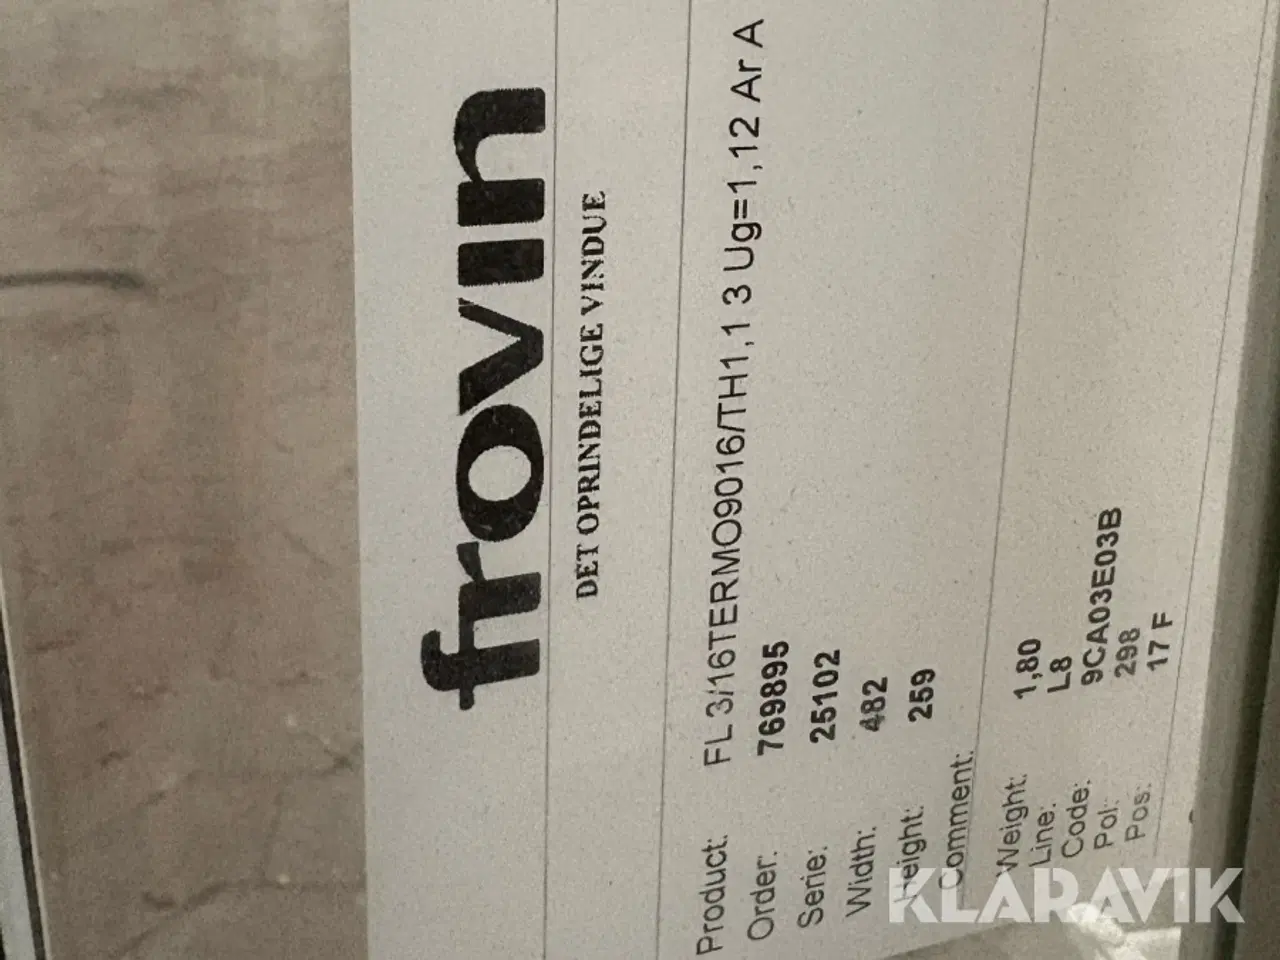 frovin
DET OPRINDELIGE VINDUE
Product: FL 3/16TERMO9016/TH1,1 3 Ug=1,12 Ar A
Order: 769895
Serie: 25102
Width: 482
Height: 259
Comment:
Weight: 1,80
Line: L8
Code: 9CA03E03B
Pol: 298
Pos: 17 F
KLARAVIK